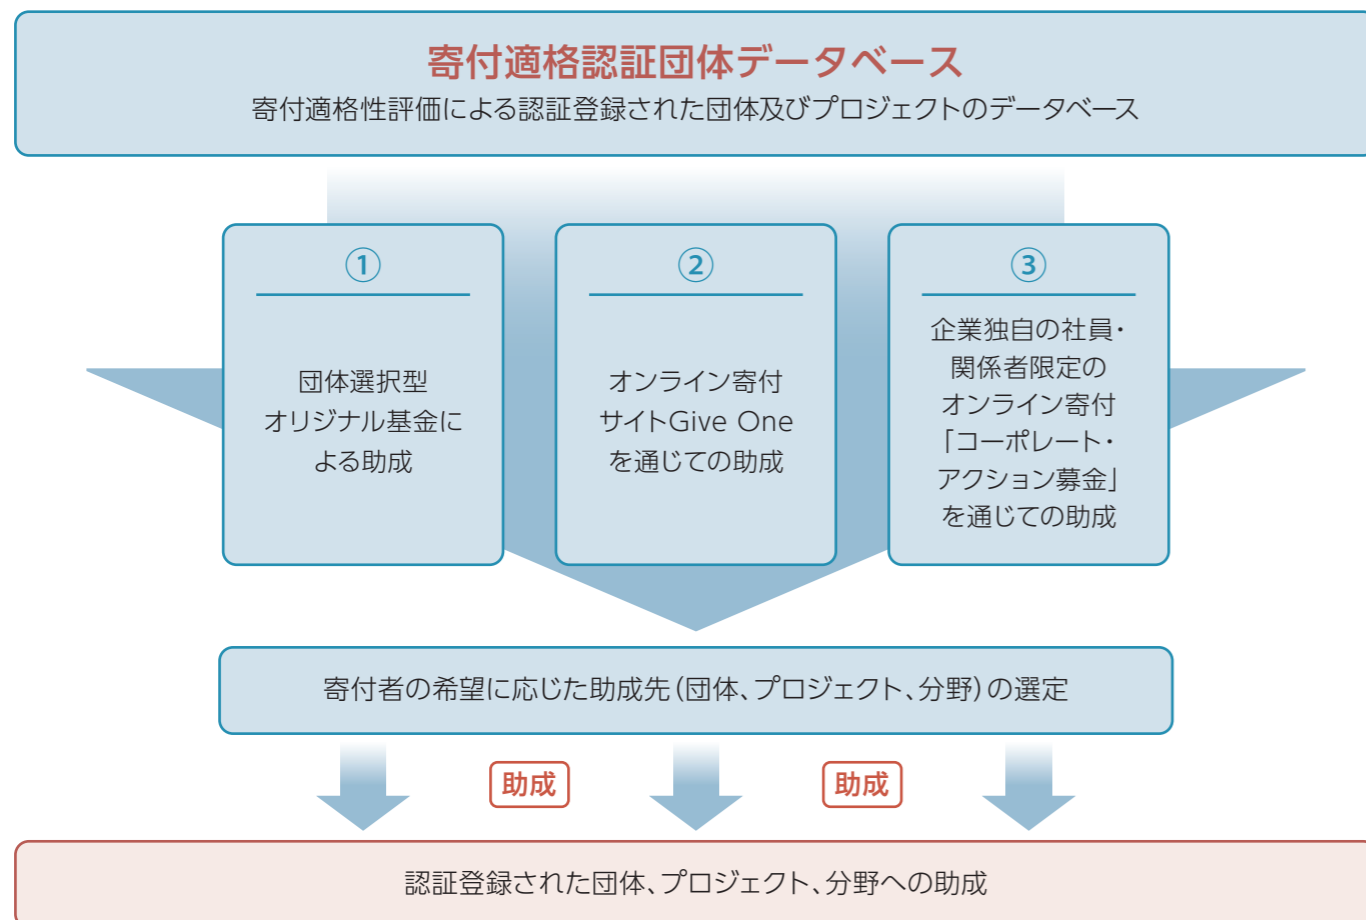 寄付適格認証団体データベース
寄付適格性評価による認証登録された団体及びプロジェクトのデータベース
①
団体選択型
オリジナル基金に
よる助成
②
オンライン寄付
サイトGive One
を通じての助成
③
企業独自の社員・
関係者限定の
オンライン寄付
「コーポレート・
アクション募金」
を通じての助成
寄付者の希望に応じた助成先(団体、プロジェクト、分野)の選定
助成
助成
認証登録された団体、プロジェクト、分野への助成